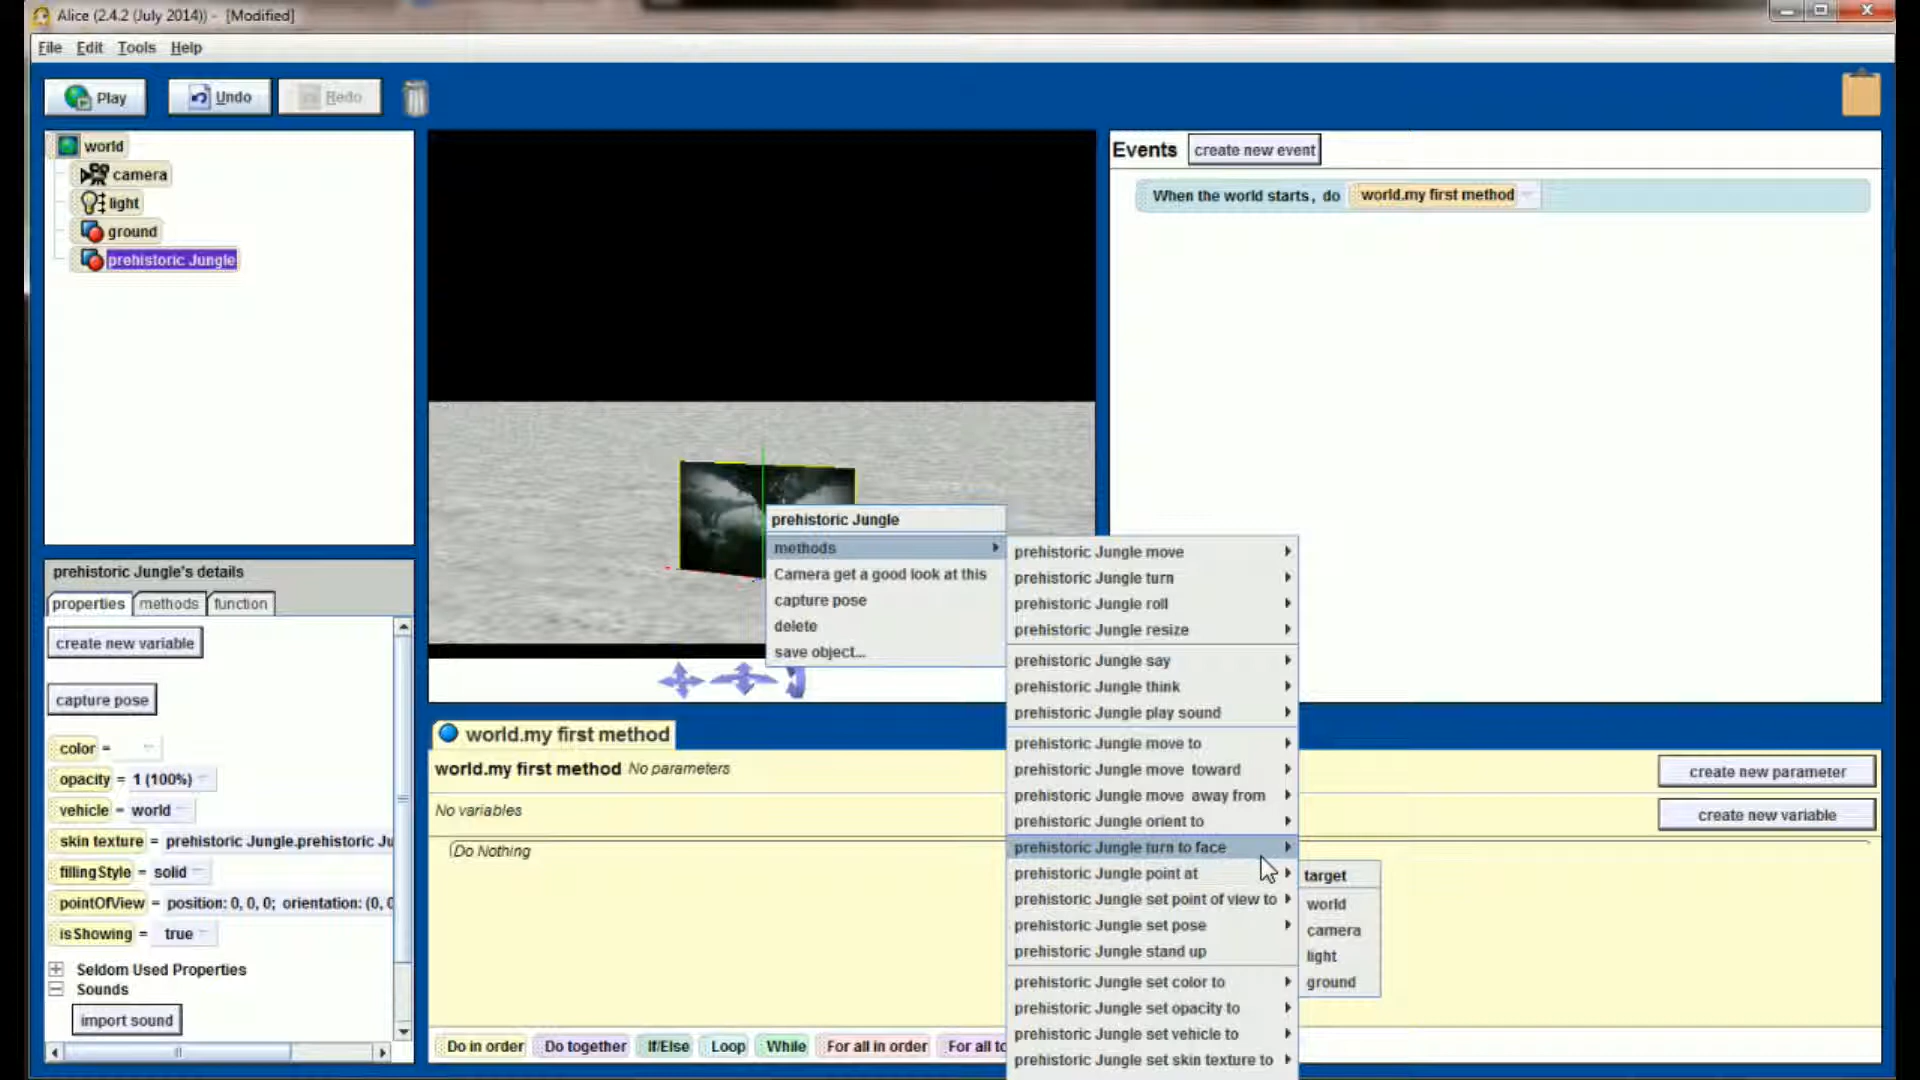 Alice (2.4.2 (July 2014)) - [Modified]
File Edit Tools Help
Play Undo Redo
world
camera
light
ground
prehistoric Jungle
Events create new event
When the world starts, do world.my first method
prehistoric Jungle's details
properties methods function
create new variable
capture pose
color =
opacity = 1 (100%)
vehicle = world
skin texture = prehistoric Jungle.prehistoric Ju
fillingStyle = solid
pointOfView = position: 0, 0, 0; orientation: (0, 0
isShowing = true
Seldom Used Properties
Sounds
import sound
prehistoric Jungle
methods
Camera get a good look at this
capture pose
delete
save object...
prehistoric Jungle move
prehistoric Jungle turn
prehistoric Jungle roll
prehistoric Jungle resize
prehistoric Jungle say
prehistoric Jungle think
prehistoric Jungle play sound
prehistoric Jungle move to
prehistoric Jungle move toward
prehistoric Jungle move away from
prehistoric Jungle orient to
prehistoric Jungle turn to face
prehistoric Jungle point at
prehistoric Jungle set point of view to
prehistoric Jungle set pose
prehistoric Jungle stand up
prehistoric Jungle set color to
prehistoric Jungle set opacity to
prehistoric Jungle set vehicle to
prehistoric Jungle set skin texture to
target
world
camera
light
ground
world.my first method
world.my first method No parameters
create new parameter
No variables
create new variable
(Do Nothing
Do in order Do together If/Else Loop While For all in order For all to